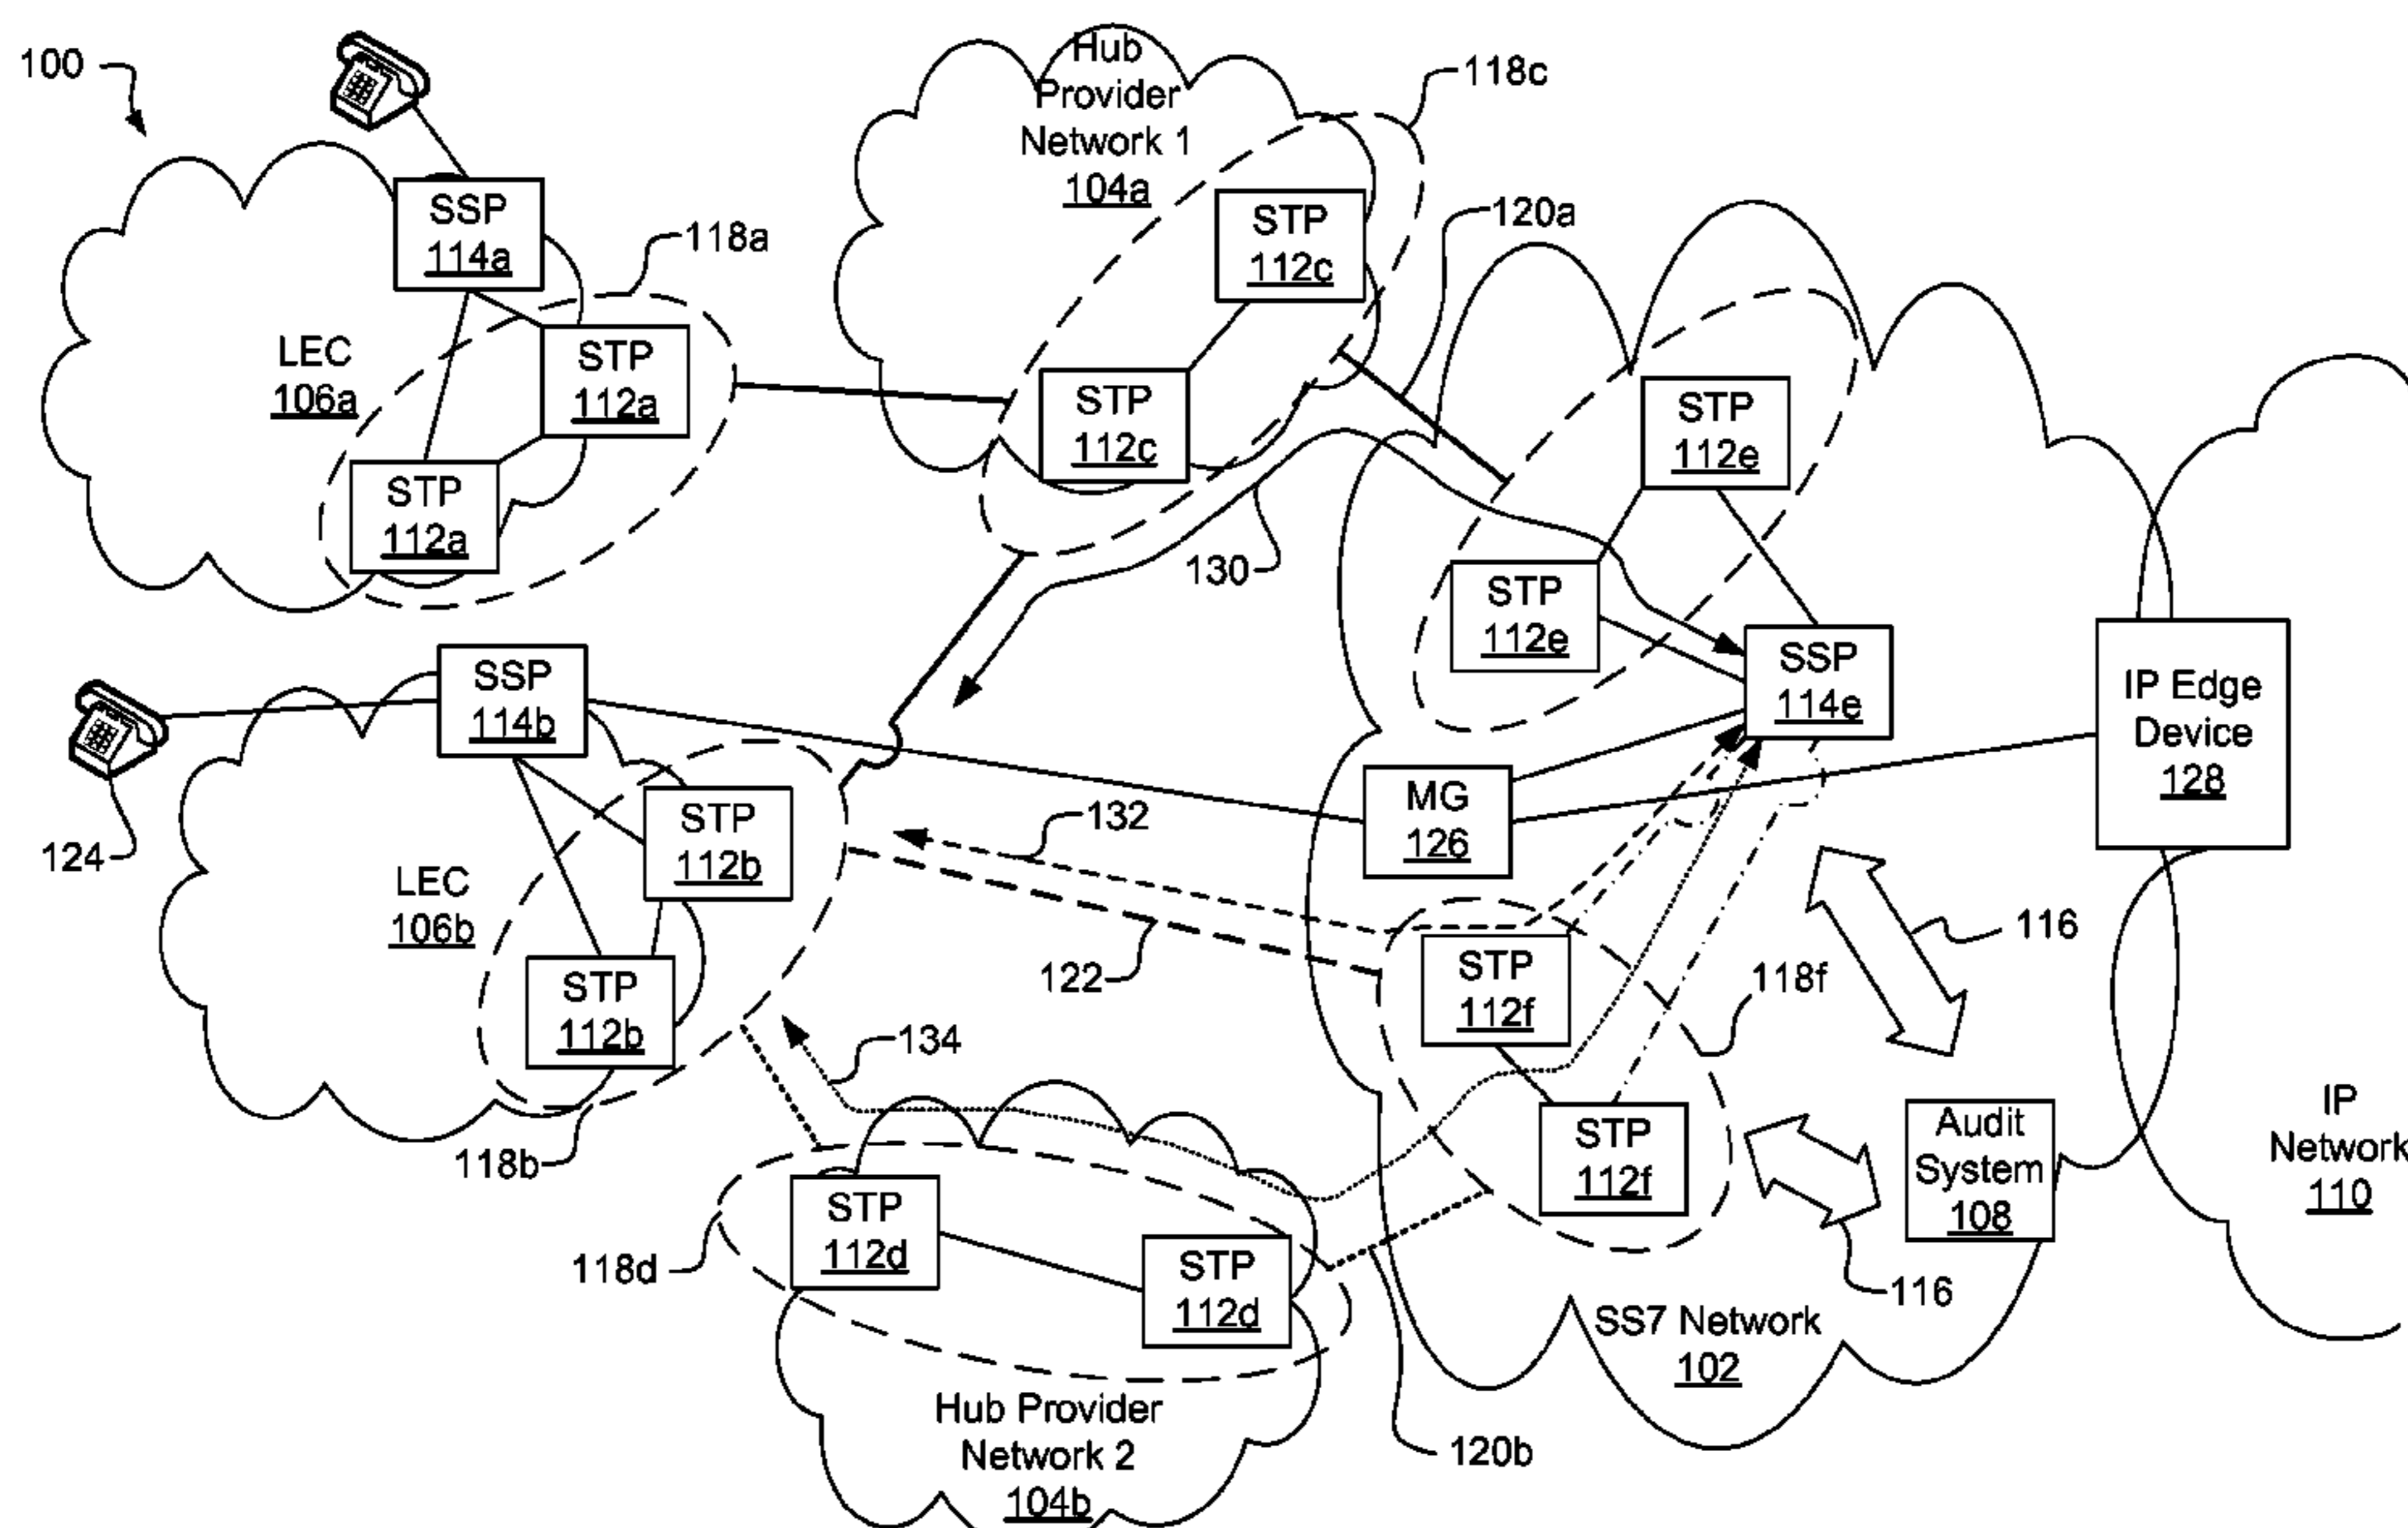 100
Hub
Provider
Network 1
104a
118c
SSP
114a
118a
STP
112c
120a
LEC
106a
STP
112a
STP
112c
STP
112e
STP
112a
130
STP
112e
SSP
114e
IP Edge
Device
128
SSP
114b
STP
112b
MG
126
132
124
LEC
106b
122
116
STP
112f
118f
STP
112b
134
118b
STP
112f
Audit
System
108
IP
Network
110
STP
112d
118d
STP
112d
116
SS7 Network
102
Hub Provider
Network 2
104b
120b